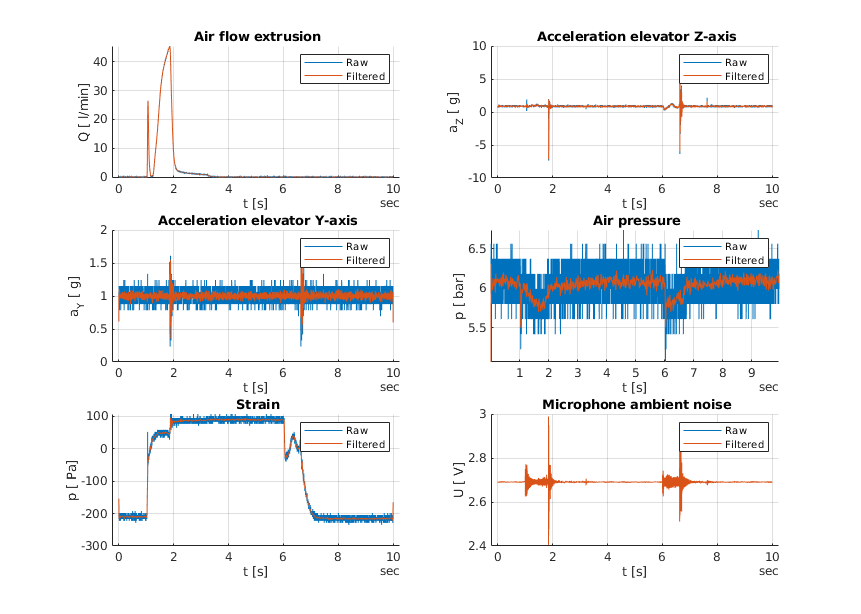 Air flow extrusion
Q [ l/min]
40
30
20
10
0
Raw
Filtered
0 2 4 6 8 10
t [s]
sec
Acceleration elevator Z-axis
a_Z [ g]
10
5
0
-5
-10
Raw
Filtered
0 2 4 6 8 10
t [s]
sec
Acceleration elevator Y-axis
a_Y [ g]
2
1.5
1
0.5
0
Raw
Filtered
0 2 4 6 8 10
t [s]
sec
Air pressure
p [ bar]
6.5
6
5.5
Raw
Filtered
1 2 3 4 5 6 7 8 9
t [s]
sec
Strain
p [ Pa]
100
0
-100
-200
-300
Raw
Filtered
0 2 4 6 8 10
t [s]
sec
Microphone ambient noise
U [ V]
3
2.8
2.6
2.4
Raw
Filtered
0 2 4 6 8 10
t [s]
sec